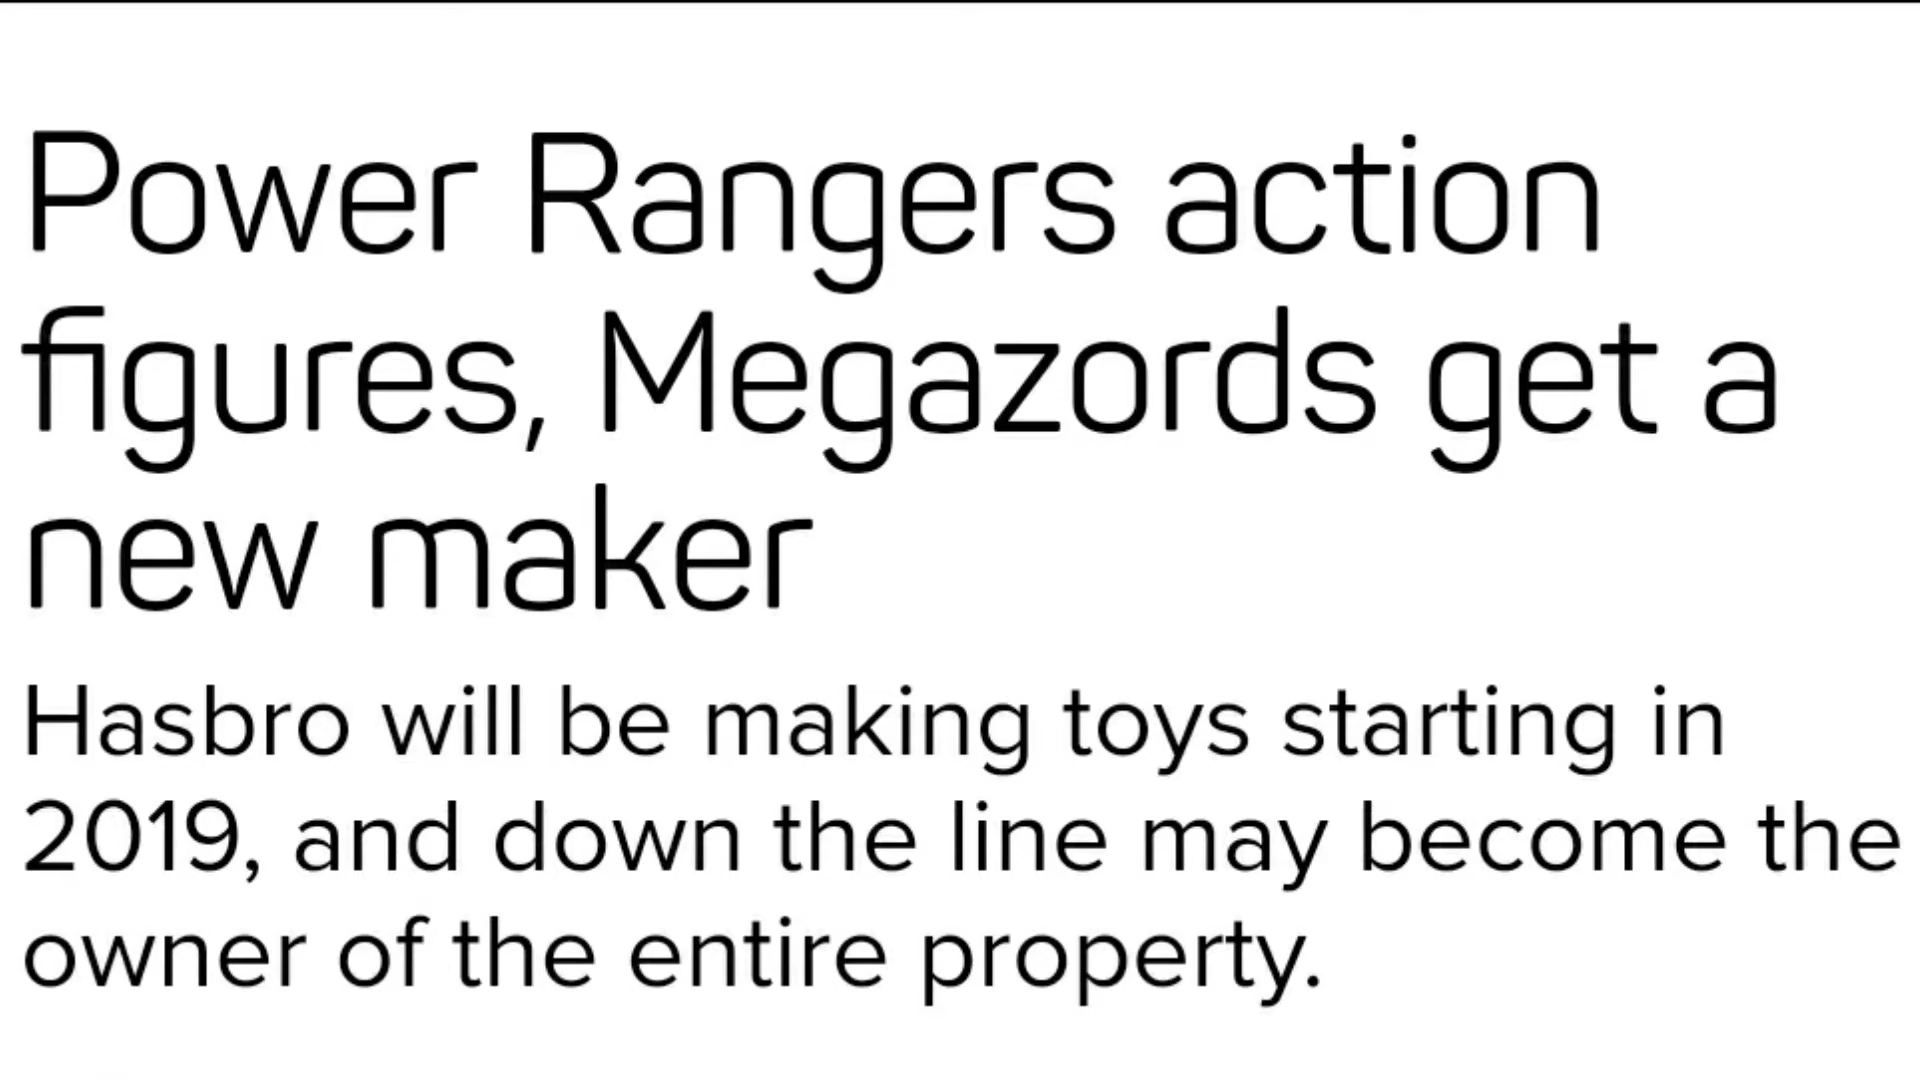 Power Rangers action
figures, Megazords get a
new maker
Hasbro will be making toys starting in
2019, and down the line may become the
owner of the entire property.